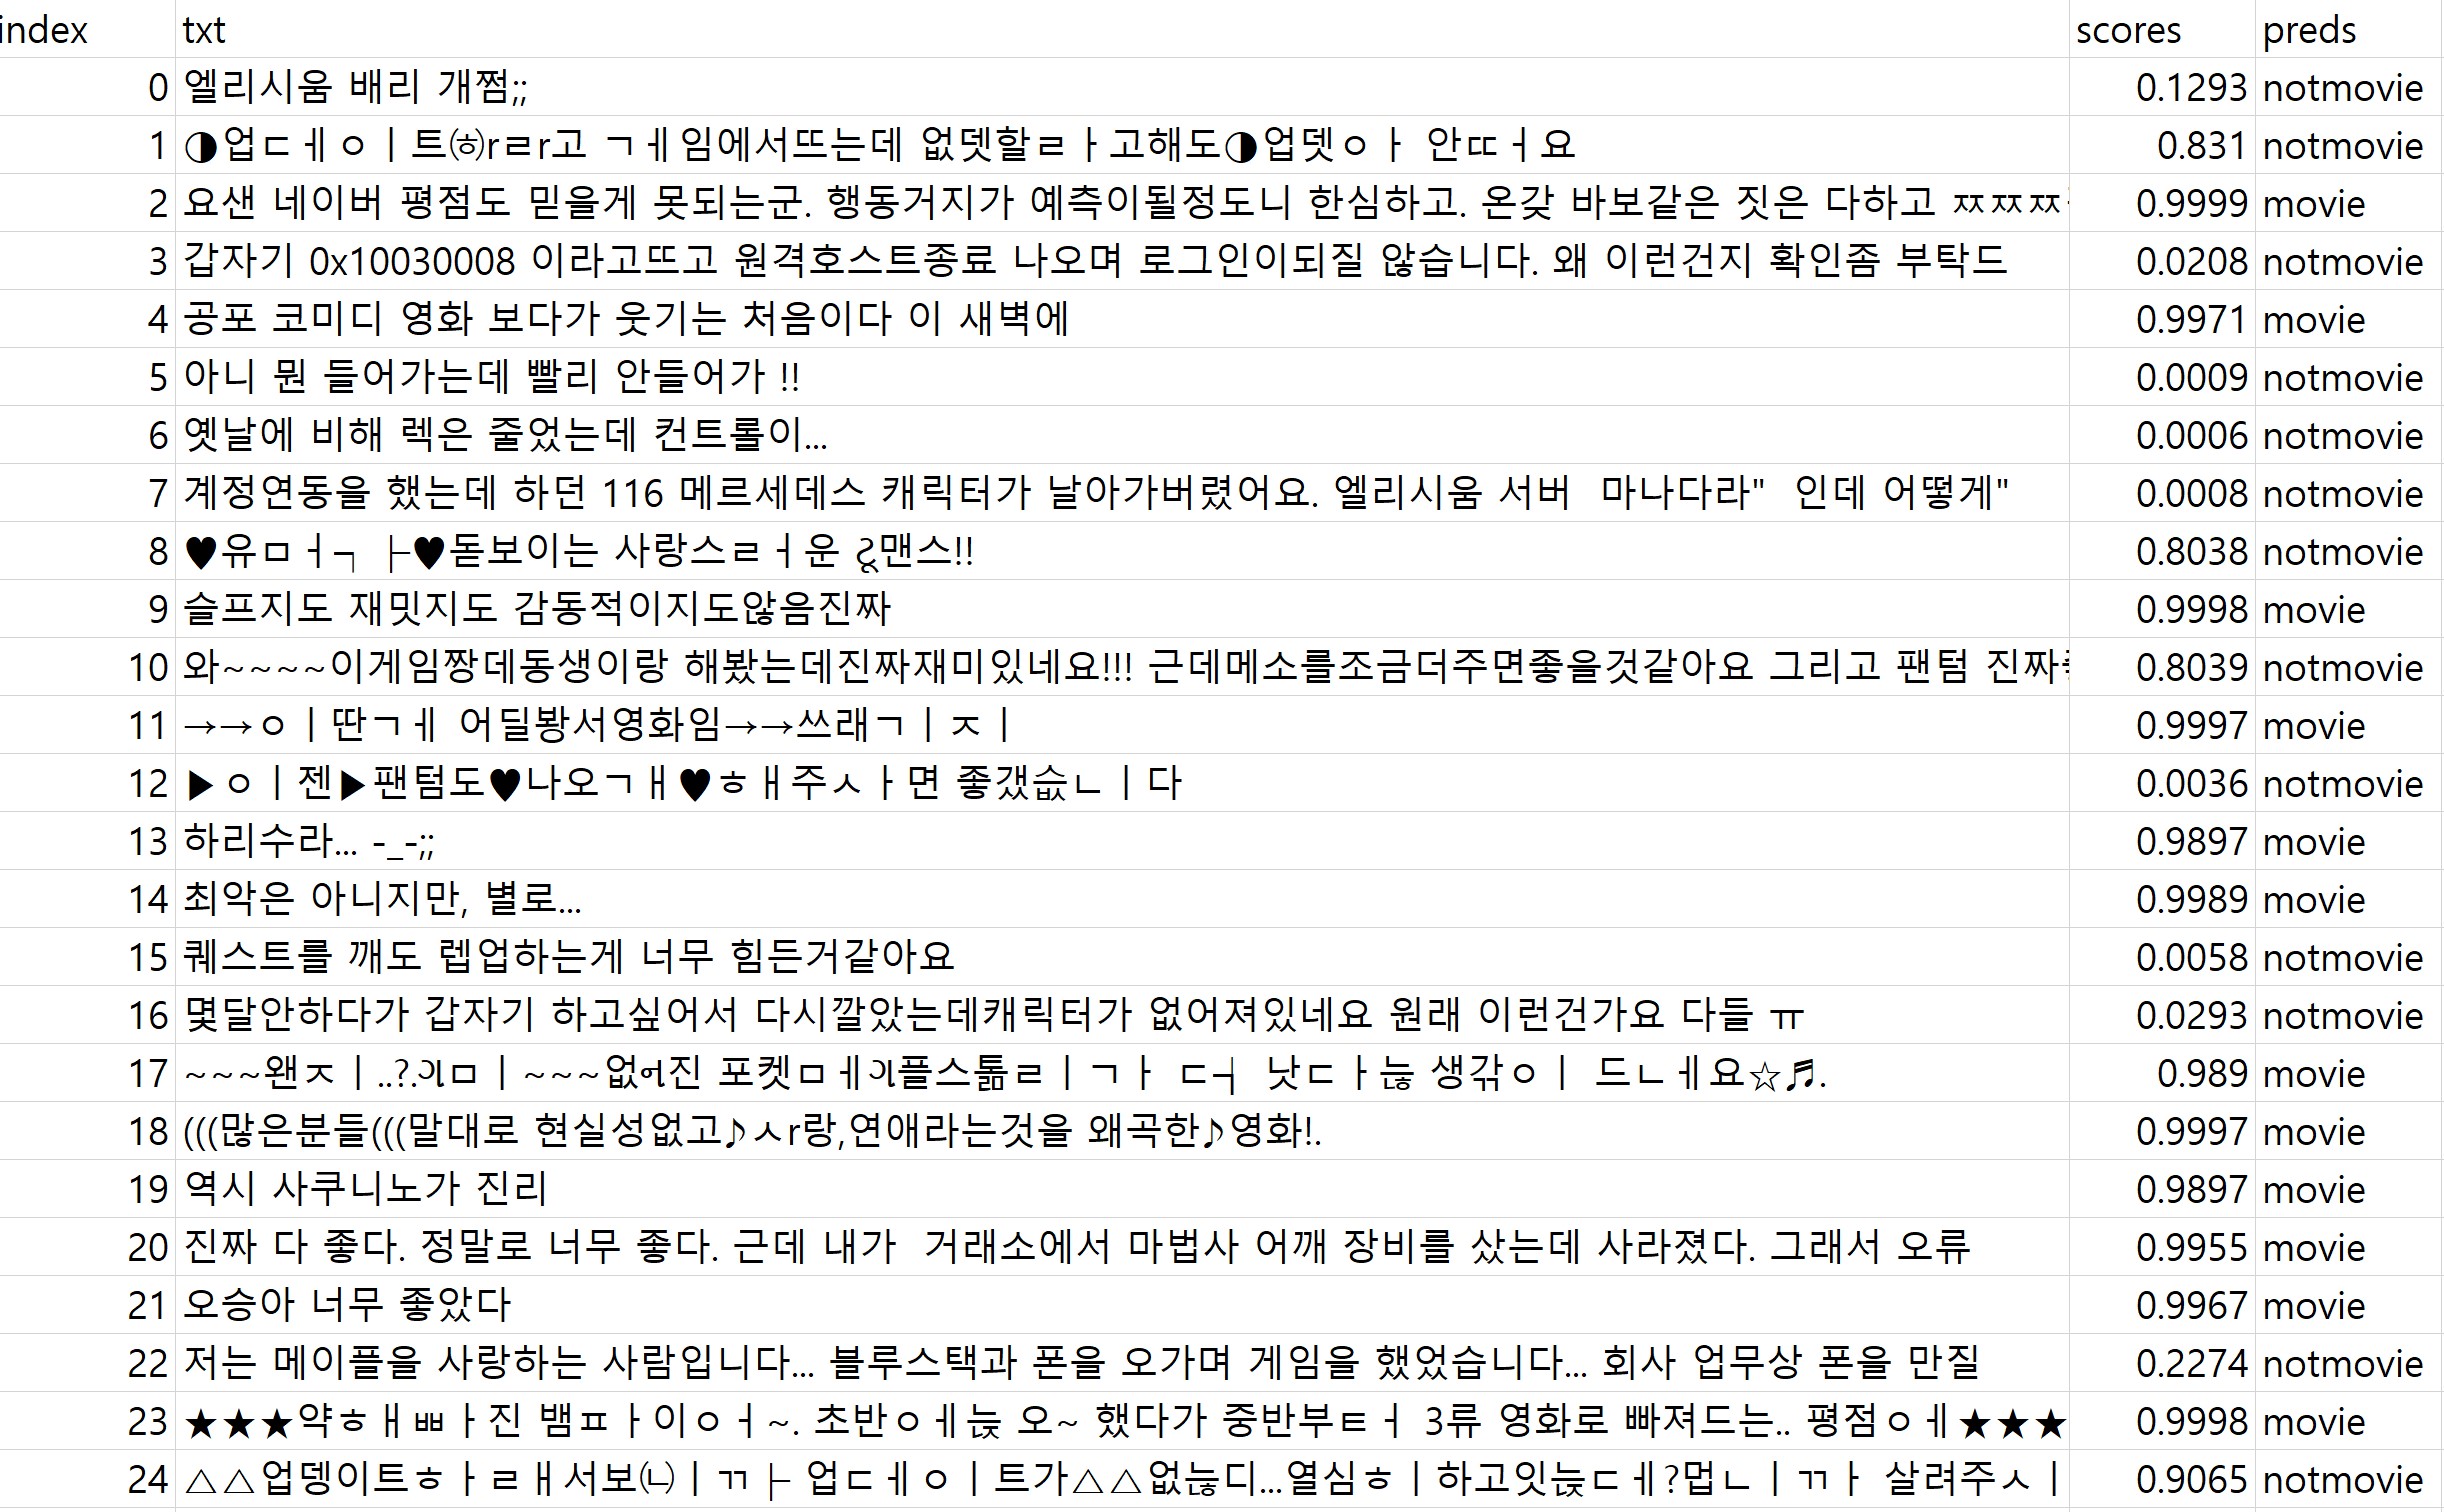 index txt scores preds
0 엘리시움 배리 개쩜;; 0.1293 notmovie
1 ◑업ㄷㅔㅇㅣ트㉻rㄹr고 ㄱㅔ임에서뜨는데 없뎃할ㄹㅏ고해도◑업뎃ㅇㅏ 안ㄸㅓ요 0.831 notmovie
2 요샌 네이버 평점도 믿을게 못되는군. 행동거지가 예측이될정도니 한심하고. 온갖 바보같은 짓은 다하고 ㅉㅉㅉ 0.9999 movie
3 갑자기 0x10030008 이라고뜨고 원격호스트종료 나오며 로그인이되질 않습니다. 왜 이런건지 확인좀 부탁드 0.0208 notmovie
4 공포 코미디 영화 보다가 웃기는 처음이다 이 새벽에 0.9971 movie
5 아니 뭔 들어가는데 빨리 안들어가 !! 0.0009 notmovie
6 옛날에 비해 렉은 줄었는데 컨트롤이... 0.0006 notmovie
7 계정연동을 했는데 하던 116 메르세데스 캐릭터가 날아가버렸어요. 엘리시움 서버  마나다라"  인데 어떻게" 0.0008 notmovie
8 ♥유ㅁㅓ┐├♥돋보이는 사랑스ㄹㅓ운 맨스!! 0.8038 notmovie
9 슬프지도 재밋지도 감동적이지도않음진짜 0.9998 movie
10 와~~~~이게임짱데동생이랑 해봤는데진짜재미있네요!!! 근데메소를조금더주면좋을것같아요 그리고 팬텀 진짜 0.8039 notmovie
11 →→ㅇㅣ딴ㄱㅔ 어딜봥서영화임→→쓰래ㄱㅣㅈㅣ 0.9997 movie
12 ▶ㅇㅣ젠▶팬텀도♥나오ㄱㅐ♥ㅎㅐ주ㅅㅏ면 좋갰습ㄴㅣ다 0.0036 notmovie
13 하리수라... -_-;; 0.9897 movie
14 최악은 아니지만, 별로... 0.9989 movie
15 퀘스트를 깨도 렙업하는게 너무 힘든거같아요 0.0058 notmovie
16 몇달안하다가 갑자기 하고싶어서 다시깔았는데캐릭터가 없어져있네요 원래 이런건가요 다들 ㅠ 0.0293 notmovie
17 ~~~왠ㅈㅣ..?.ㅁㅣ~~~없진 포켓ㅁㅔ플스톫ㄹㅣㄱㅏ ㄷ┤ 낫ㄷㅏ늖 생갂ㅇㅣ 드ㄴㅔ요☆♬. 0.989 movie
18 (((많은분들(((말대로 현실성없고♪ㅅr랑,연애라는것을 왜곡한♪영화!. 0.9997 movie
19 역시 사쿠니노가 진리 0.9897 movie
20 진짜 다 좋다. 정말로 너무 좋다. 근데 내가  거래소에서 마법사 어깨 장비를 샀는데 사라졌다. 그래서 오류 0.9955 movie
21 오승아 너무 좋았다 0.9967 movie
22 저는 메이플을 사랑하는 사람입니다... 블루스택과 폰을 오가며 게임을 했었습니다... 회사 업무상 폰을 만질 0.2274 notmovie
23 ★★★약ㅎㅐㅃㅏ진 뱀ㅍㅏ이ㅇㅓ~. 초반ㅇㅔ늕 오~ 했다가 중반부ㅌㅓ 3류 영화로 빠져드는.. 평점ㅇㅔ★★★ 0.9998 movie
24 △△업뎅이트ㅎㅏㄹㅐ서보㈁ㅣㄲ├ 업ㄷㅔㅇㅣ트가△△없늖디...열심ㅎㅣ하고잇늕ㄷㅔ?멉ㄴㅣㄲㅏ 살려주ㅅㅣ 0.9065 notmovie